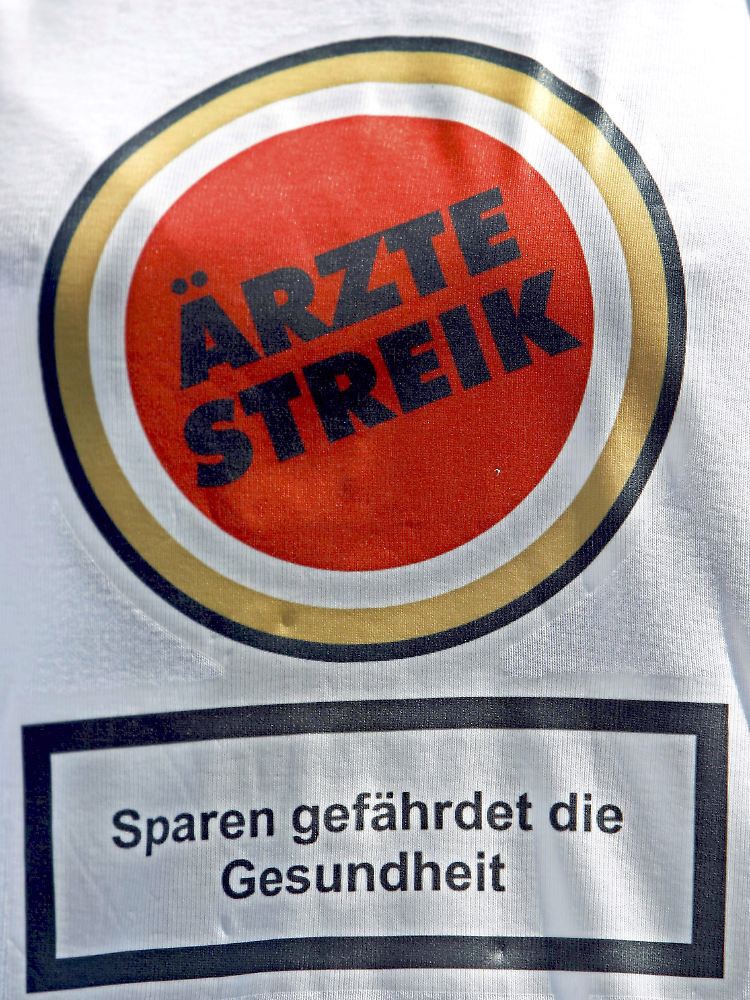 ÄRZTE
STREIK
Sparen gefährdet die
Gesundheit